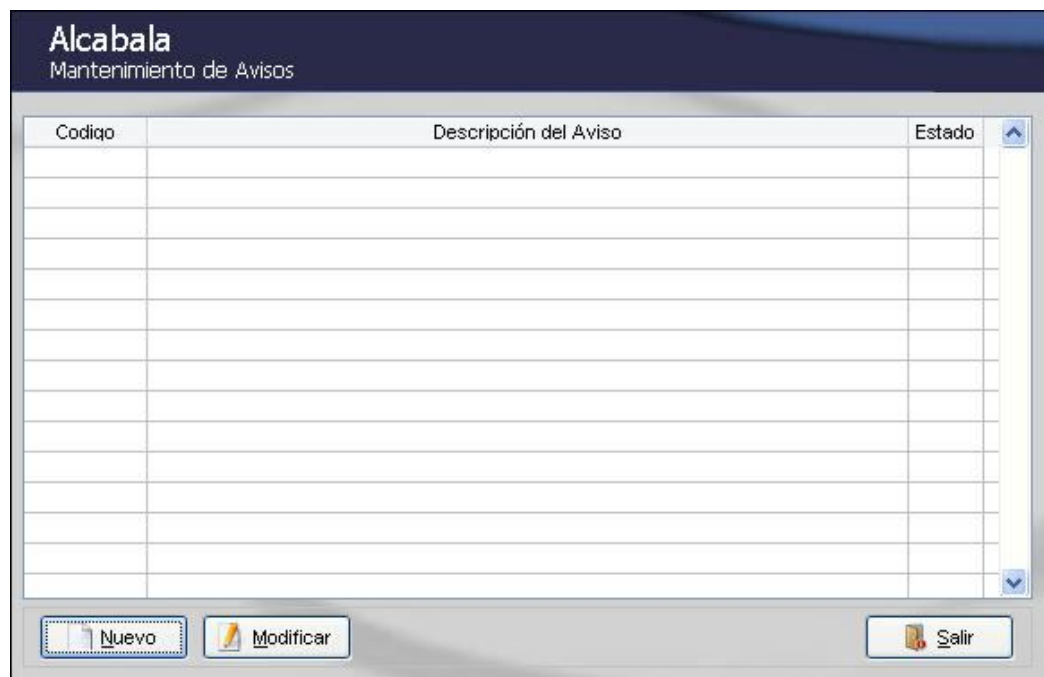 Alcabala
Mantenimiento de Avisos
Codigo Descripción del Aviso Estado
Nuevo Modificar Salir